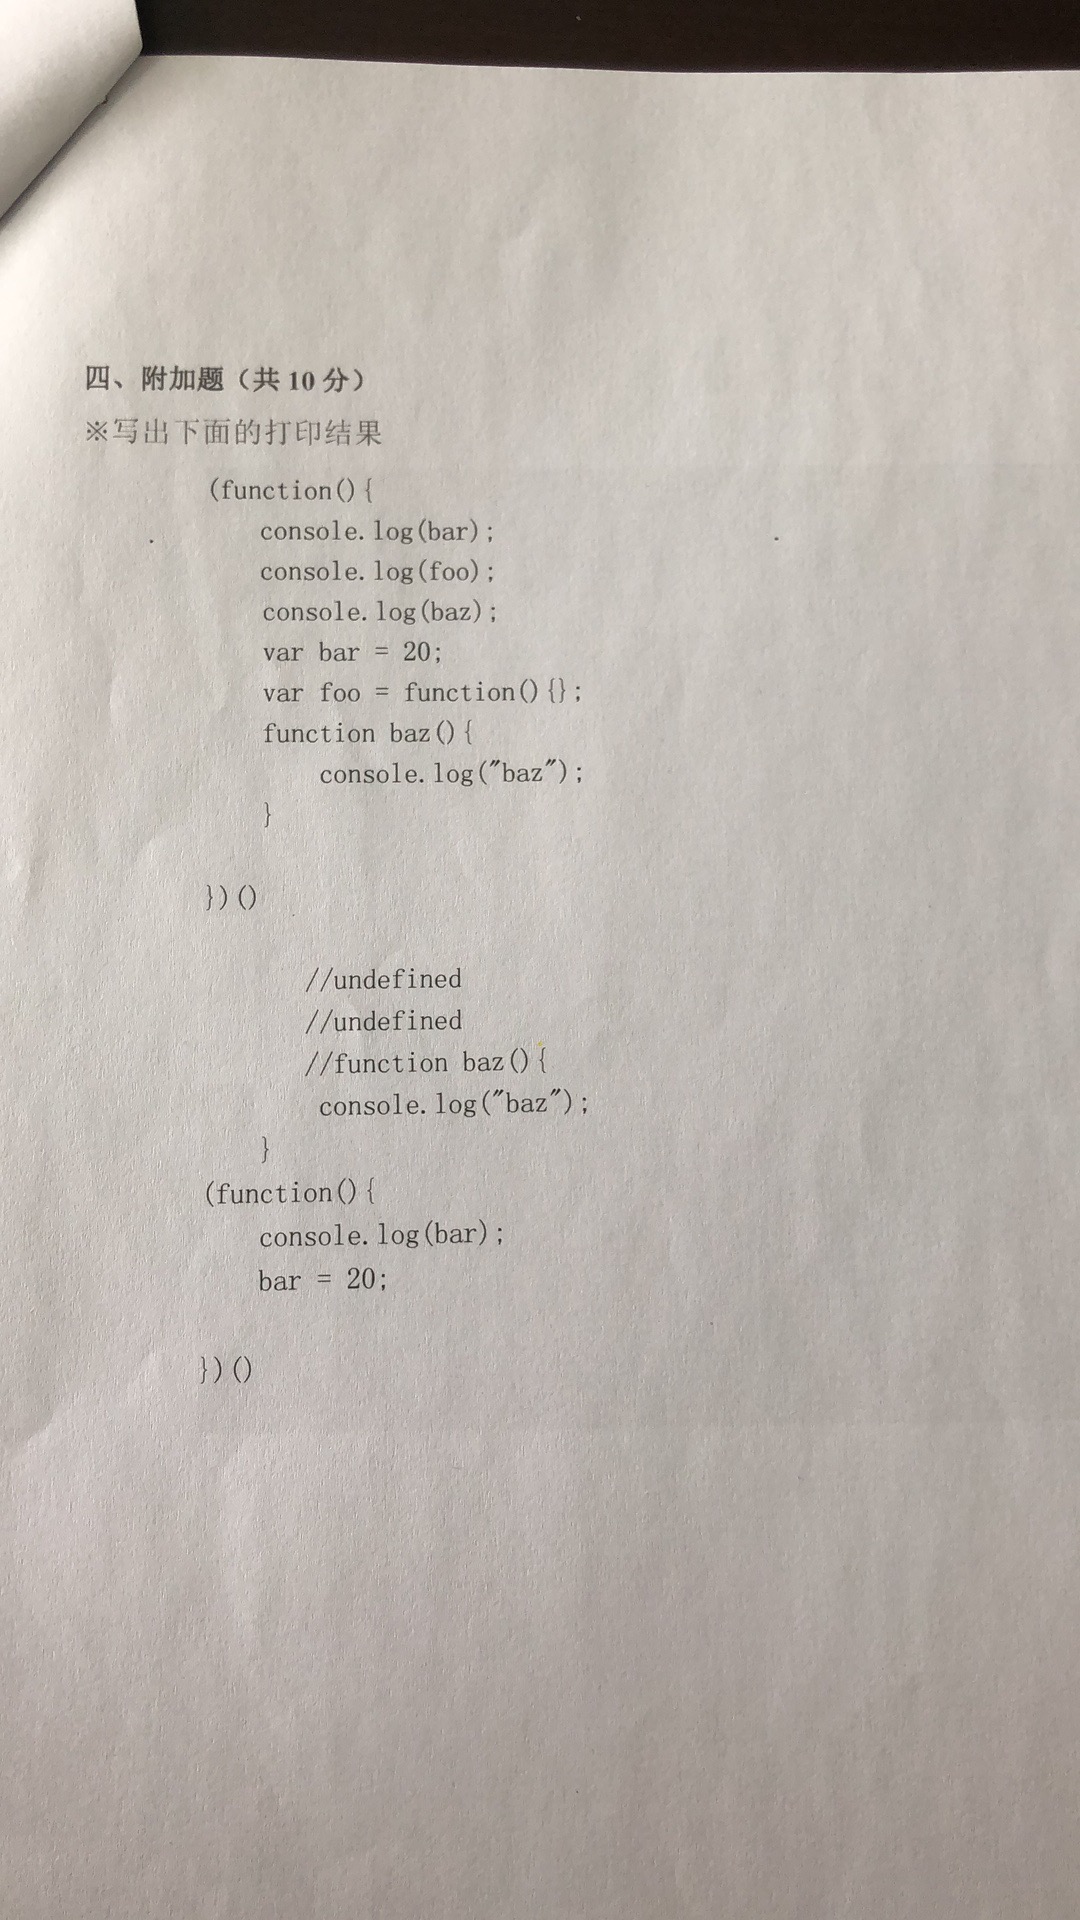 四、附加题（共 10 分）
※写出下面的打印结果
(function(){
console.log(bar);
console.log(foo);
console.log(baz);
var bar = 20;
var foo = function(){};
function baz(){
console.log("baz");
}
})()
//undefined
//undefined
//function baz(){
console.log("baz");
}
(function(){
console.log(bar);
bar = 20;
})()